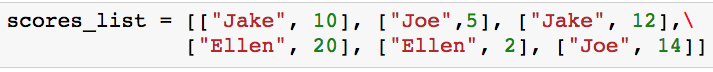 scores_list = [["Jake", 10], ["Joe",5], ["Jake", 12],\
["Ellen", 20], ["Ellen", 2], ["Joe", 14]]